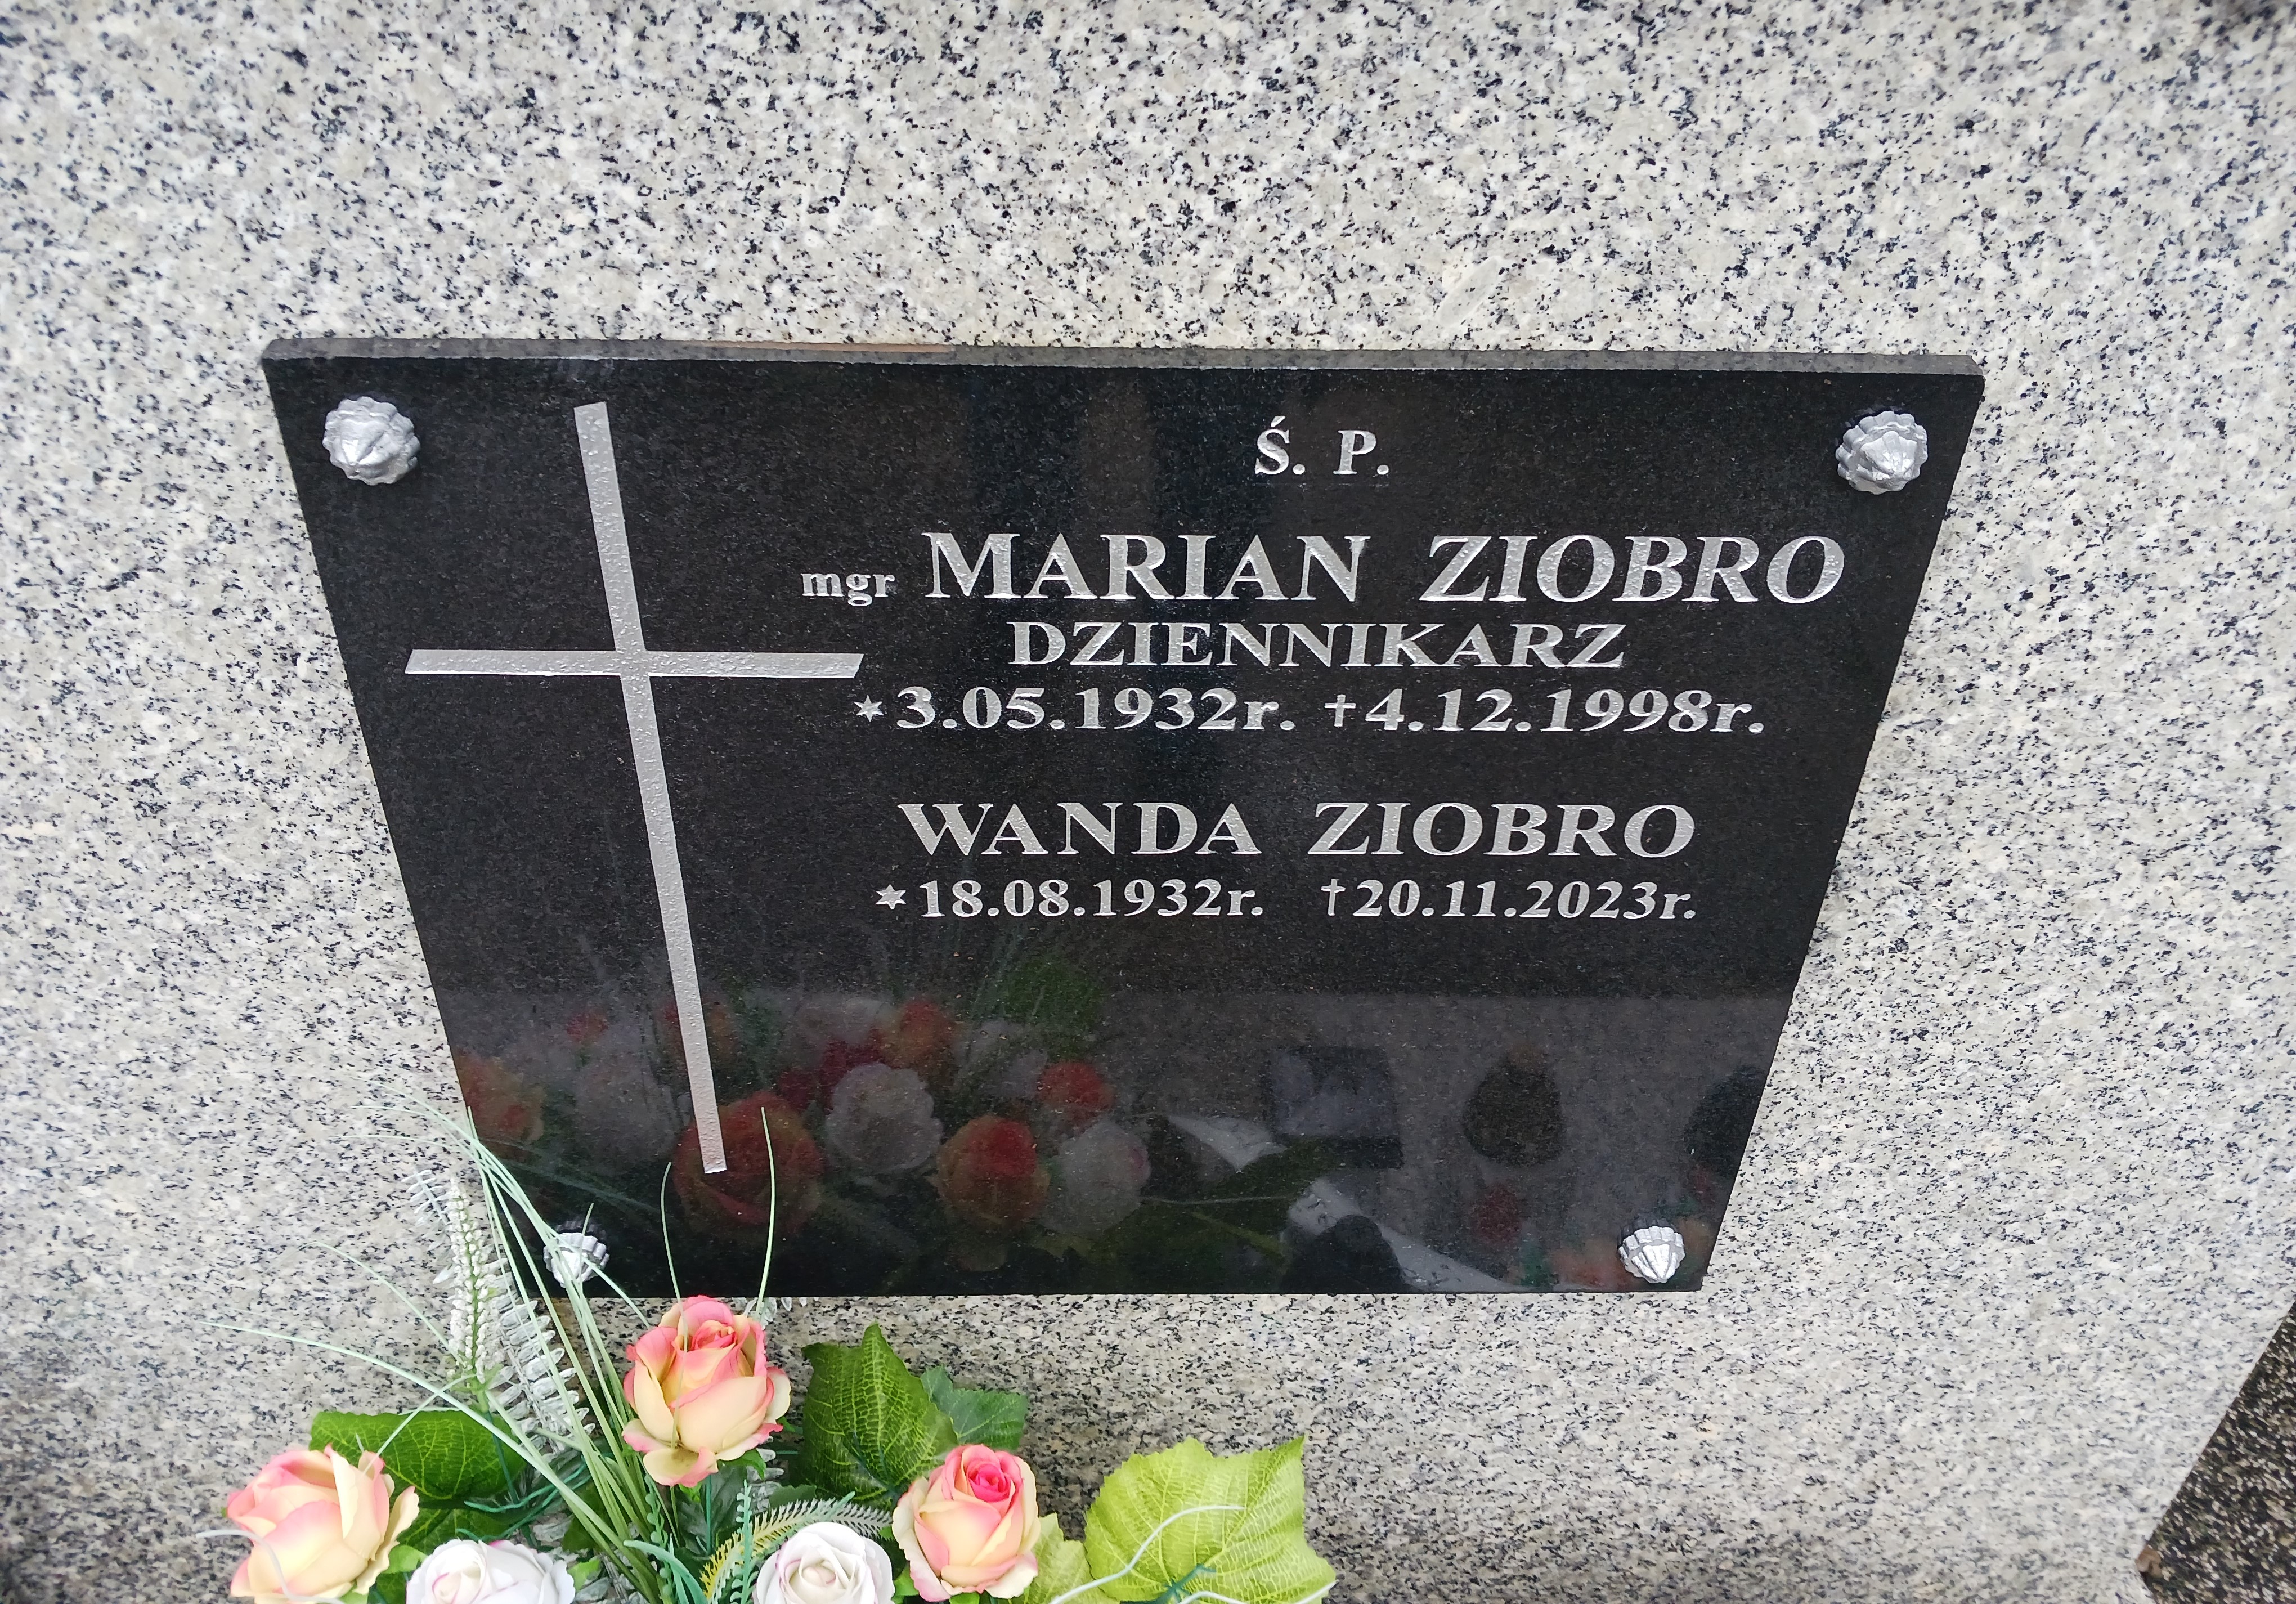 Ś. P.
mgr MARIAN ZIOBRO
DZIENNIKARZ
*3.05.1932r. †4.12.1998r.
WANDA ZIOBRO
*18.08.1932r. †20.11.2023r.